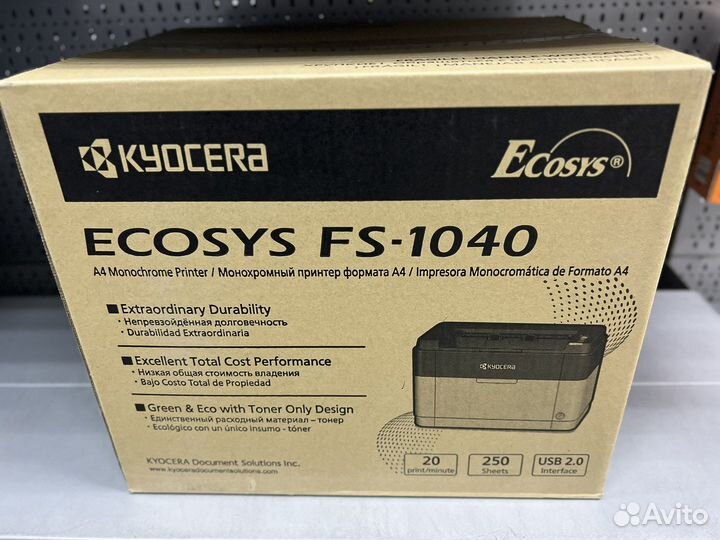 KYOCERA
ECOSYS®
ECOSYS FS-1040
A4 Monochrome Printer / Монохромный принтер формата А4 / Impresora Monocromática de Formato A4
■ Extraordinary Durability
· Непревзойдённая долговечность
· Durabilidad Extraordinaria
■ Excellent Total Cost Performance
· Низкая общая стоимость владения
· Bajo Costo Total de Propiedad
■ Green & Eco with Toner Only Design
· Единственный расходный материал – тонер
· Ecológico con un único insumo - tóner
KYOCERA
KYOCERA Document Solutions Inc.
www.kyoceradocumentsolutions.com
20
print/minute
250
Sheets
USB 2.0
Interface
Avito